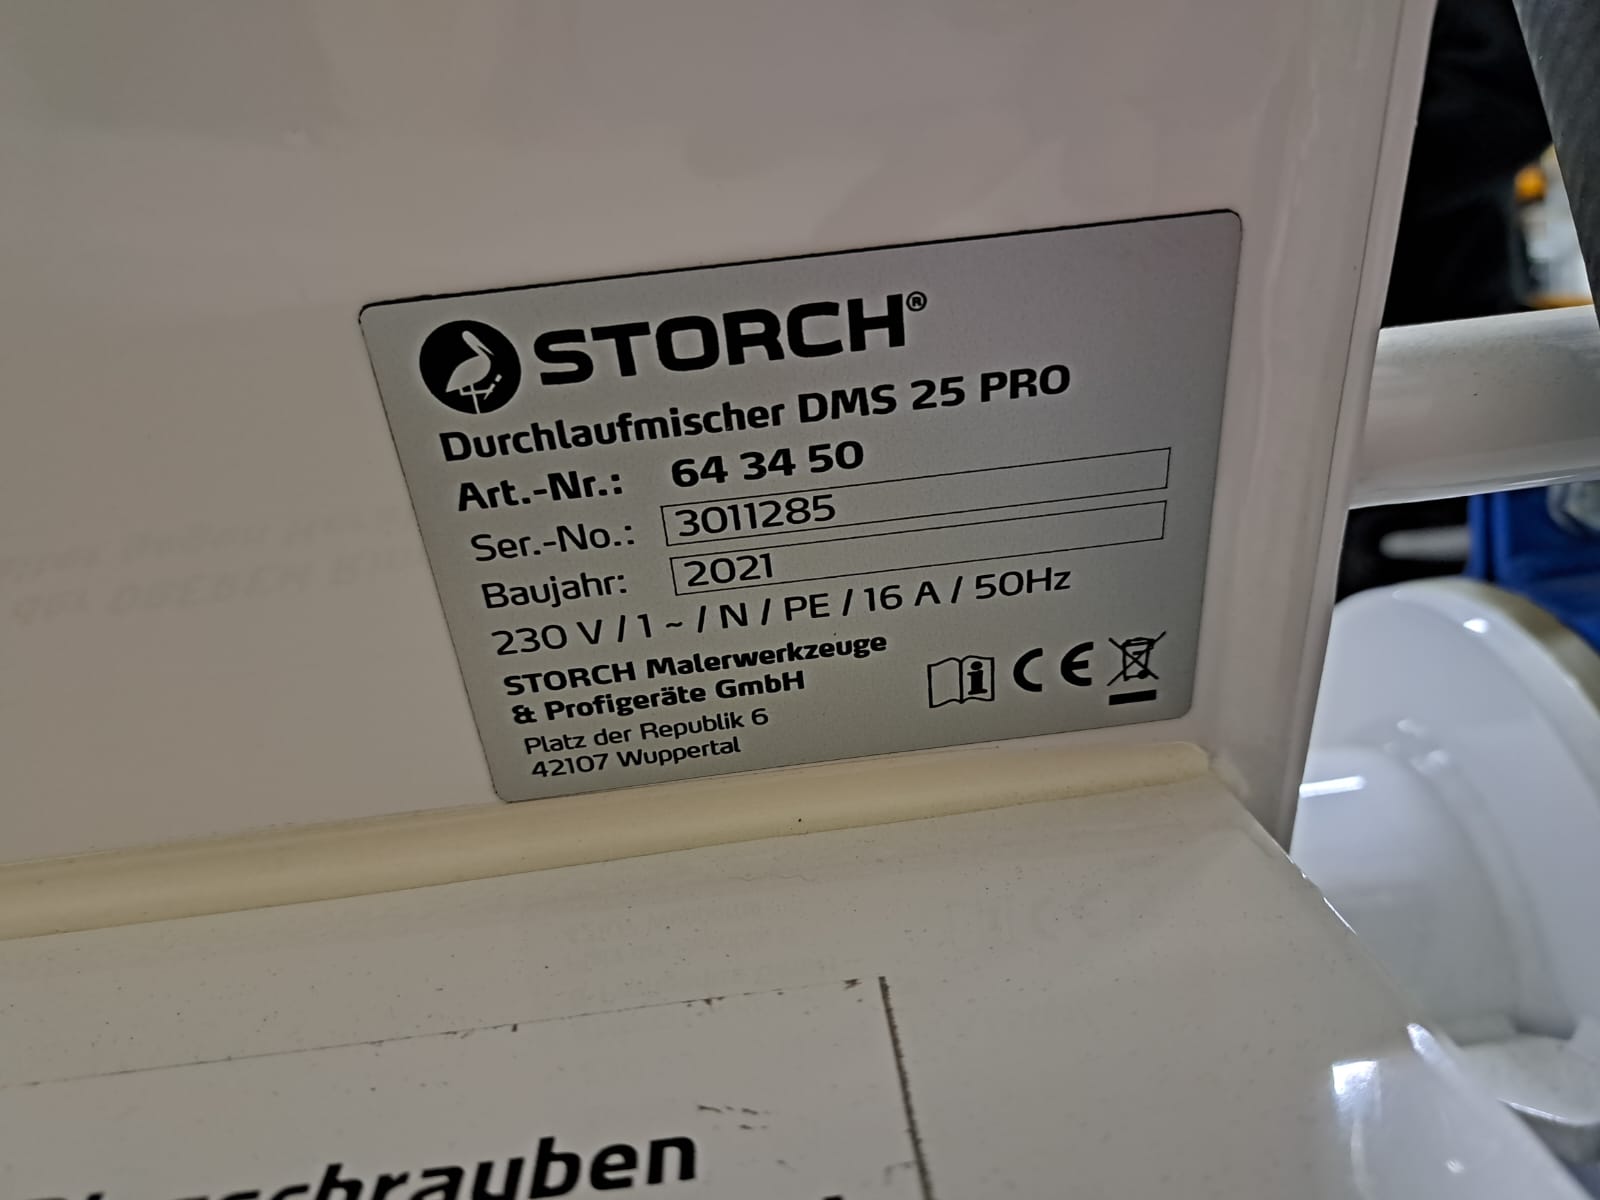 STORCH®
Durchlaufmischer DMS 25 PRO
Art.-Nr.: 64 34 50
Ser.-No.: 3011285
Baujahr: 2021
230 V / 1 ~ / N / PE / 16 A / 50Hz
STORCH Malerwerkzeuge
& Profigeräte GmbH
Platz der Republik 6
42107 Wuppertal
i CE